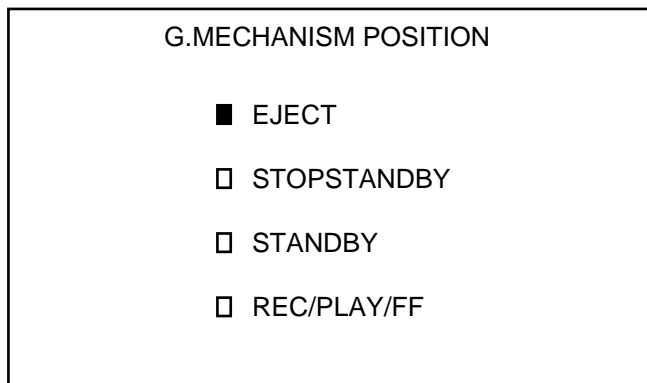 G.MECHANISM POSITION
■ EJECT
□ STOPSTANDBY
□ STANDBY
□ REC/PLAY/FF